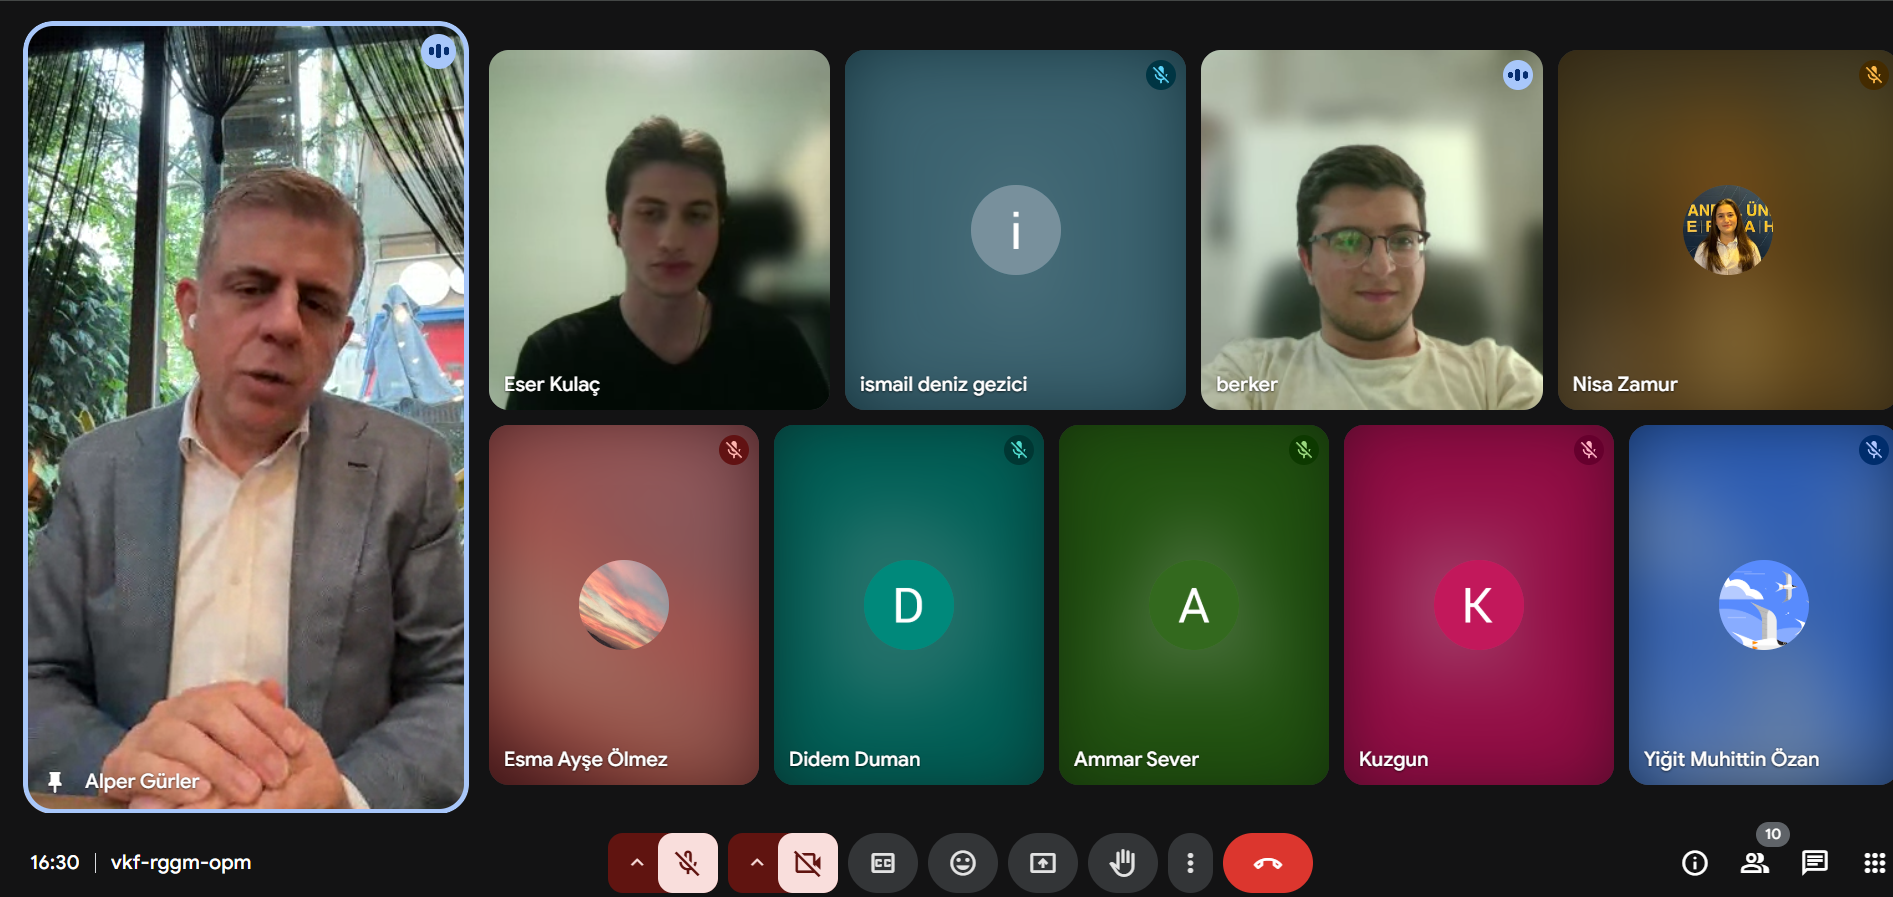 Alper Gürler
Eser Kulaç
i
ismail deniz gezici
berker
Nisa Zamur
Esma Ayşe Ölmez
D
Didem Duman
A
Ammar Sever
K
Kuzgun
Yiğit Muhittin Özan
16:30
vkf-rggm-opm
CC
10